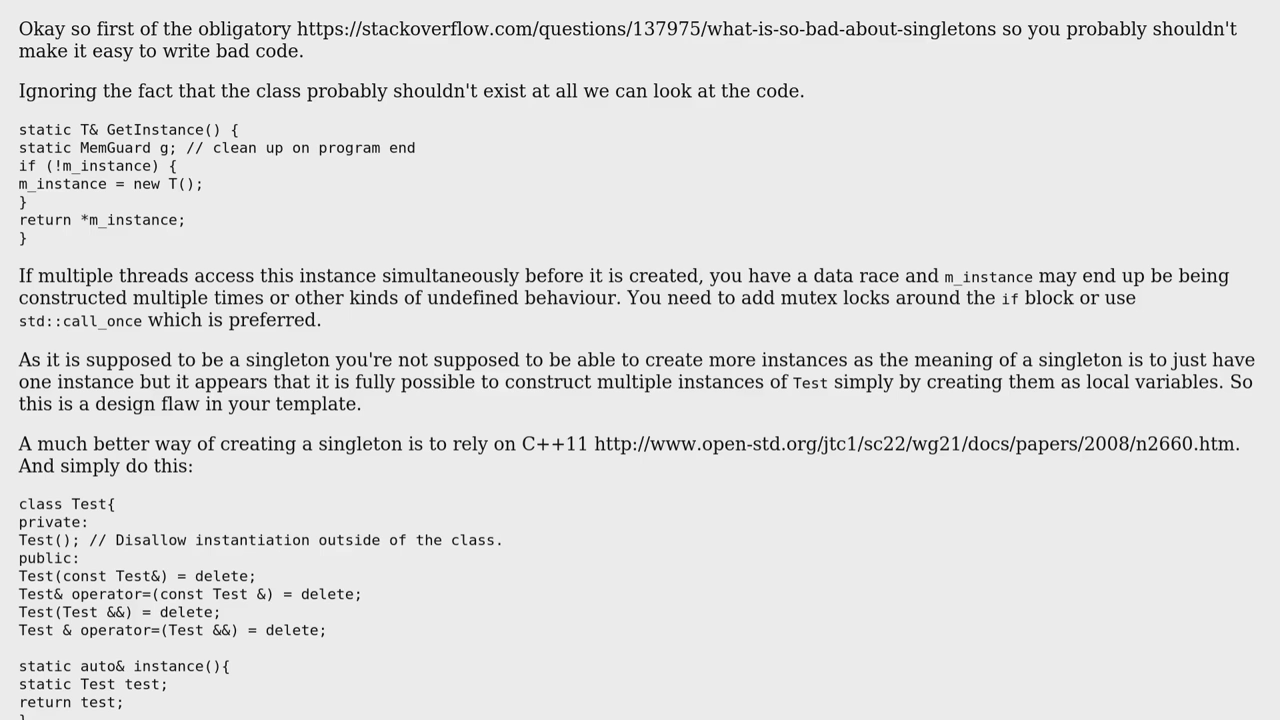 Okay so first of the obligatory https://stackoverflow.com/questions/137975/what-is-so-bad-about-singletons so you probably shouldn't
make it easy to write bad code.
Ignoring the fact that the class probably shouldn't exist at all we can look at the code.
static T& GetInstance() {
static MemGuard g; // clean up on program end
if (!m_instance) {
m_instance = new T();
}
return *m_instance;
}
If multiple threads access this instance simultaneously before it is created, you have a data race and m_instance may end up be being
constructed multiple times or other kinds of undefined behaviour. You need to add mutex locks around the if block or use
std::call_once which is preferred.
As it is supposed to be a singleton you're not supposed to be able to create more instances as the meaning of a singleton is to just have
one instance but it appears that it is fully possible to construct multiple instances of Test simply by creating them as local variables. So
this is a design flaw in your template.
A much better way of creating a singleton is to rely on C++11 http://www.open-std.org/jtc1/sc22/wg21/docs/papers/2008/n2660.htm.
And simply do this:
class Test{
private:
Test(); // Disallow instantiation outside of the class.
public:
Test(const Test&) = delete;
Test& operator=(const Test &) = delete;
Test(Test &&) = delete;
Test & operator=(Test &&) = delete;
static auto& instance(){
static Test test;
return test;
}